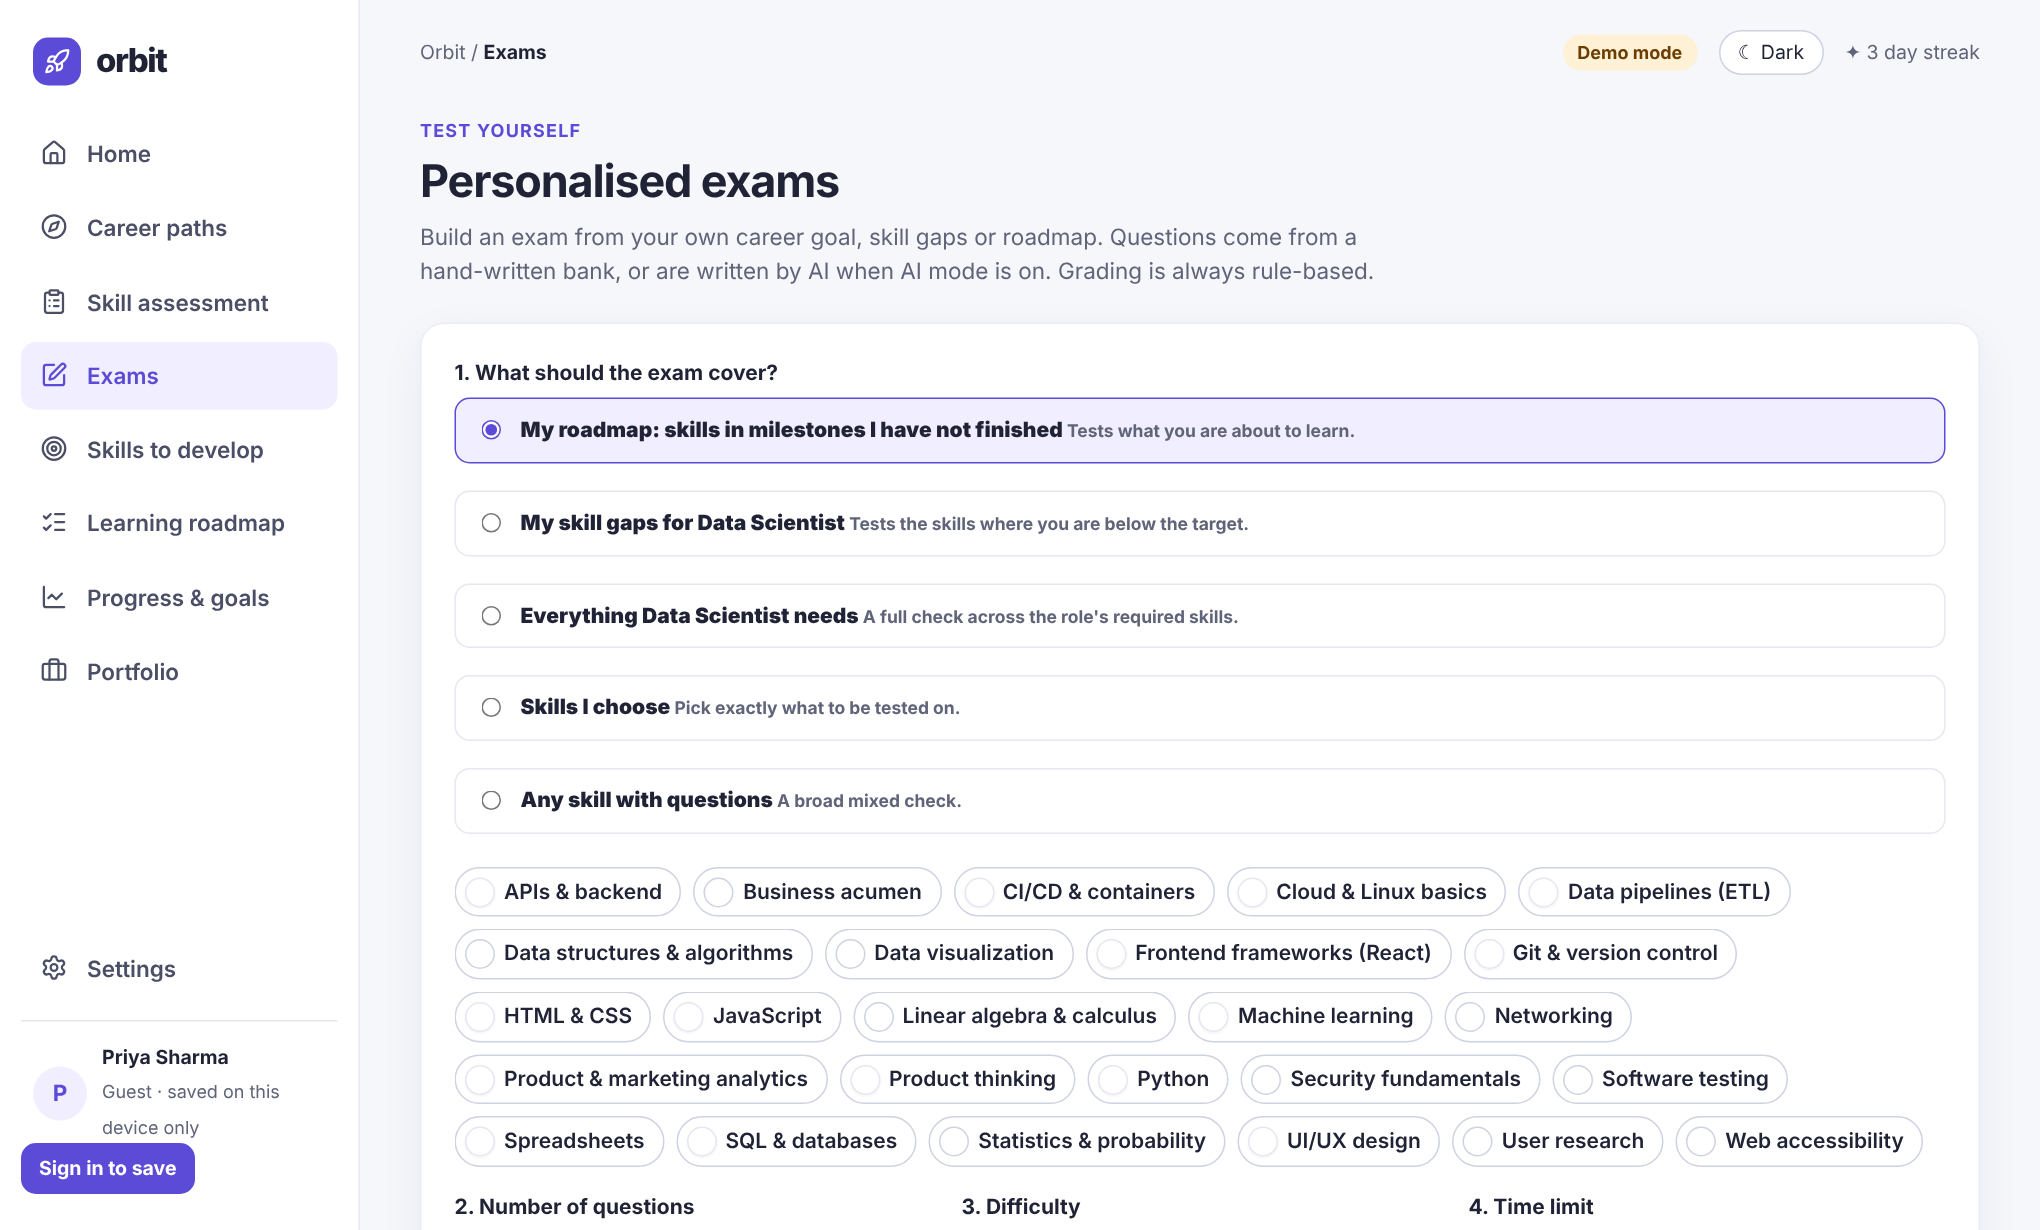 orbit
Home
Career paths
Skill assessment
Exams
Skills to develop
Learning roadmap
Progress & goals
Portfolio
Settings
Priya Sharma
P
Guest · saved on this
device only
Sign in to save
Orbit / Exams
Demo mode
☾ Dark
✦ 3 day streak
TEST YOURSELF
Personalised exams
Build an exam from your own career goal, skill gaps or roadmap. Questions come from a
hand-written bank, or are written by AI when AI mode is on. Grading is always rule-based.
1. What should the exam cover?
My roadmap: skills in milestones I have not finished Tests what you are about to learn.
My skill gaps for Data Scientist Tests the skills where you are below the target.
Everything Data Scientist needs A full check across the role's required skills.
Skills I choose Pick exactly what to be tested on.
Any skill with questions A broad mixed check.
APIs & backend Business acumen CI/CD & containers Cloud & Linux basics Data pipelines (ETL)
Data structures & algorithms Data visualization Frontend frameworks (React) Git & version control
HTML & CSS JavaScript Linear algebra & calculus Machine learning Networking
Product & marketing analytics Product thinking Python Security fundamentals Software testing
Spreadsheets SQL & databases Statistics & probability UI/UX design User research Web accessibility
2. Number of questions 3. Difficulty 4. Time limit